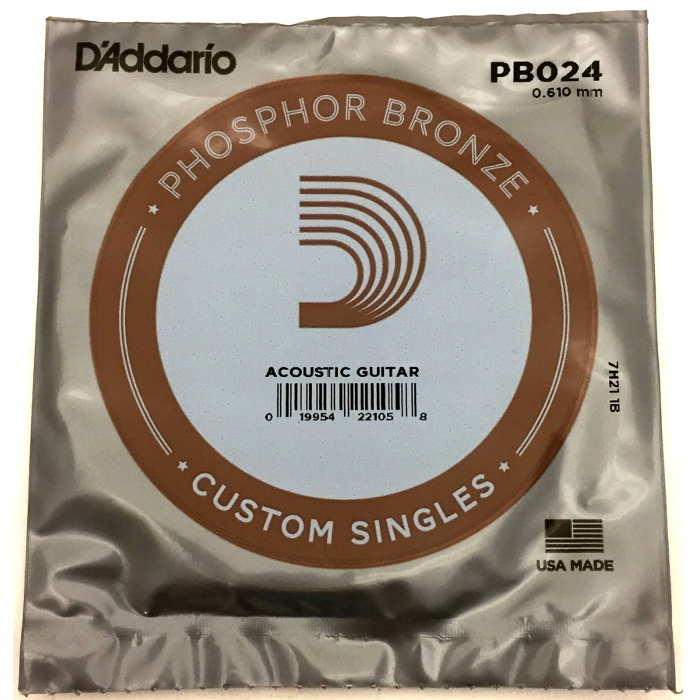 D'Addario
PB024
0.610 mm
PHOSPHOR BRONZE
ACOUSTIC GUITAR
0 19954 22105 8
7H21 1B
CUSTOM SINGLES
USA MADE